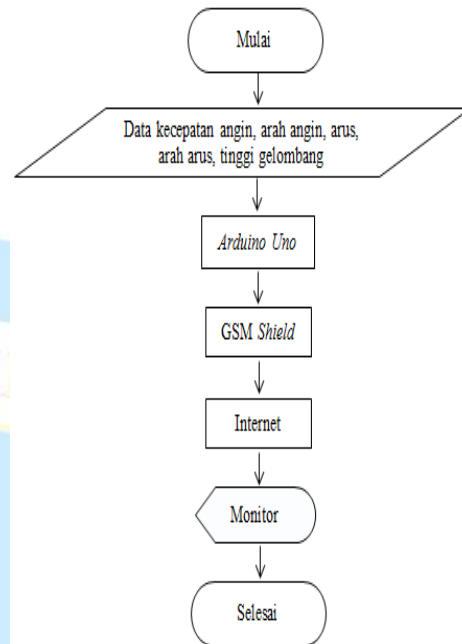 Mulai
Data kecepatan angin, arah angin, arus,
arah arus, tinggi gelombang
Arduino Uno
GSM Shield
Internet
Monitor
Selesai